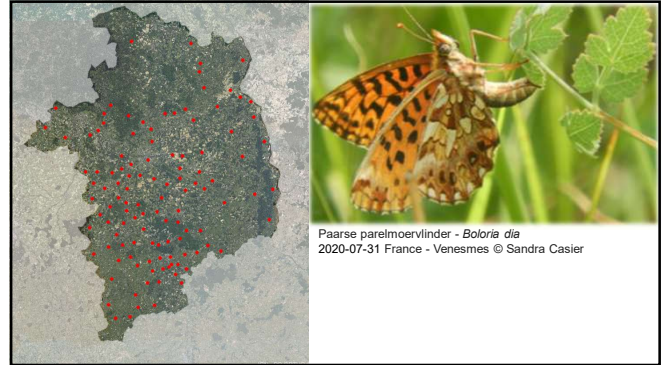 Paarse parelmoervlinder - Boloria dia
2020-07-31 France - Venesmes © Sandra Casier